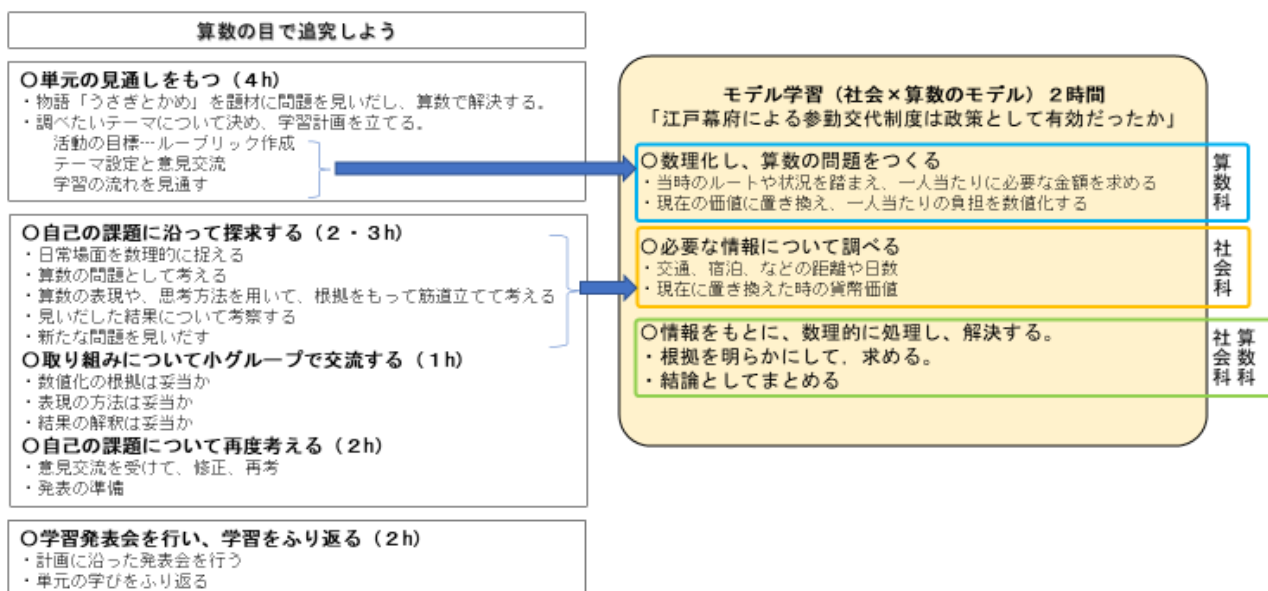 算数の目で追究しよう
〇単元の見通しをもつ（４h）
・物語「うさぎとかめ」を題材に問題を見いだし、算数で解決する。
・調べたいテーマについて決め、学習計画を立てる。
活動の目標…ルーブリック作成
テーマ設定と意見交流
学習の流れを見通す
〇自己の課題に沿って探求する（２・３h）
・日常場面を数理的に捉える
・算数の問題として考える
・算数の表現や、思考方法を用いて、根拠をもって筋道立てて考える
・見いだした結果について考察する
・新たな問題を見いだす
〇取り組みについて小グループで交流する（１h）
・数値化の根拠は妥当か
・表現の方法は妥当か
・結果の解釈は妥当か
〇自己の課題について再度考える（２h）
・意見交流を受けて、修正、再考
・発表の準備
〇学習発表会を行い、学習をふり返る（２h）
・計画に沿った発表会を行う
・単元の学びをふり返る
モデル学習（社会×算数のモデル）２時間
「江戸幕府による参勤交代制度は政策として有効だったか」
〇数理化し、算数の問題をつくる
・当時のルートや状況を踏まえ、一人当たりに必要な金額を求める
・現在の価値に置き換え、一人当たりの負担を数値化する
算数科
〇必要な情報について調べる
・交通、宿泊、などの距離や日数
・現在に置き換えた時の貨幣価値
社会科
〇情報をもとに、数理的に処理し、解決する。
・根拠を明らかにして、求める。
・結論としてまとめる
算数科
社会科